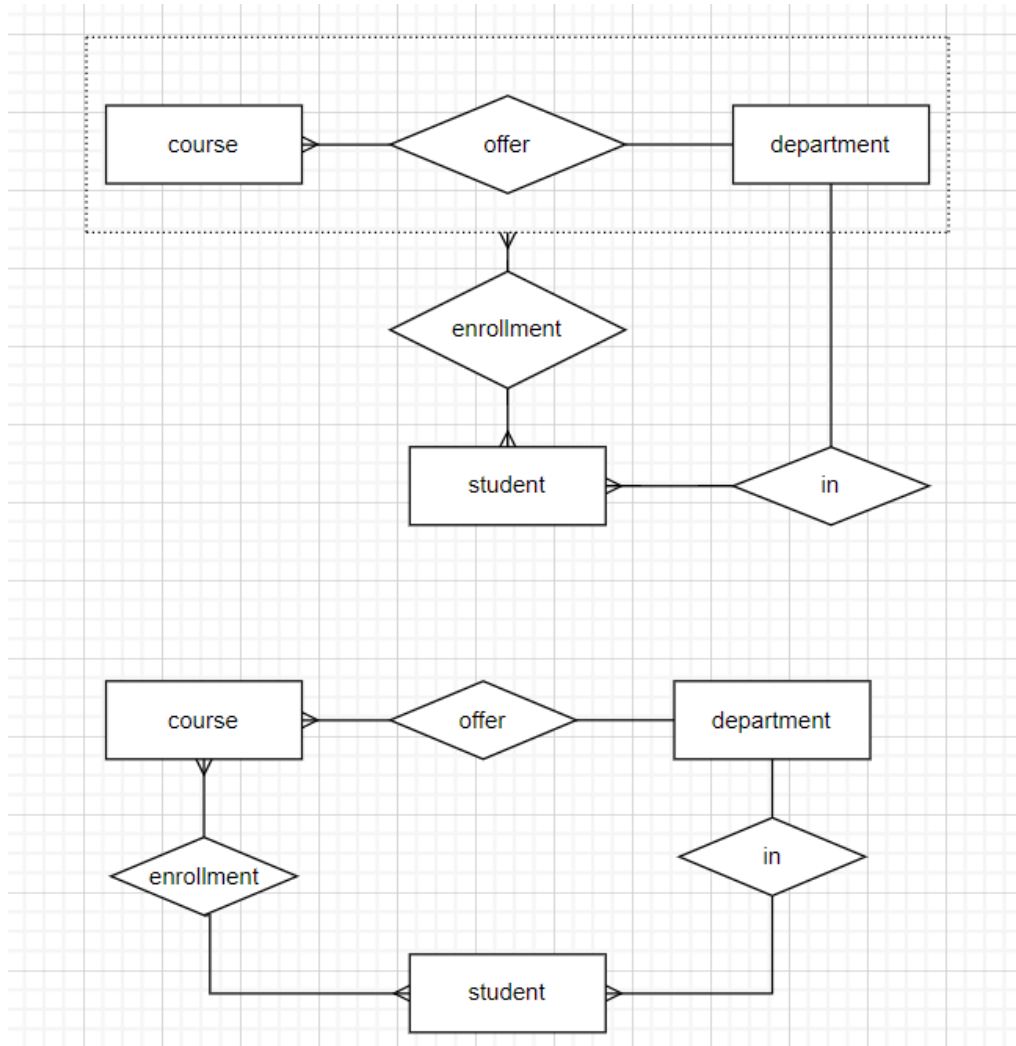 course
offer
department
enrollment
student
in
course
offer
department
enrollment
in
student